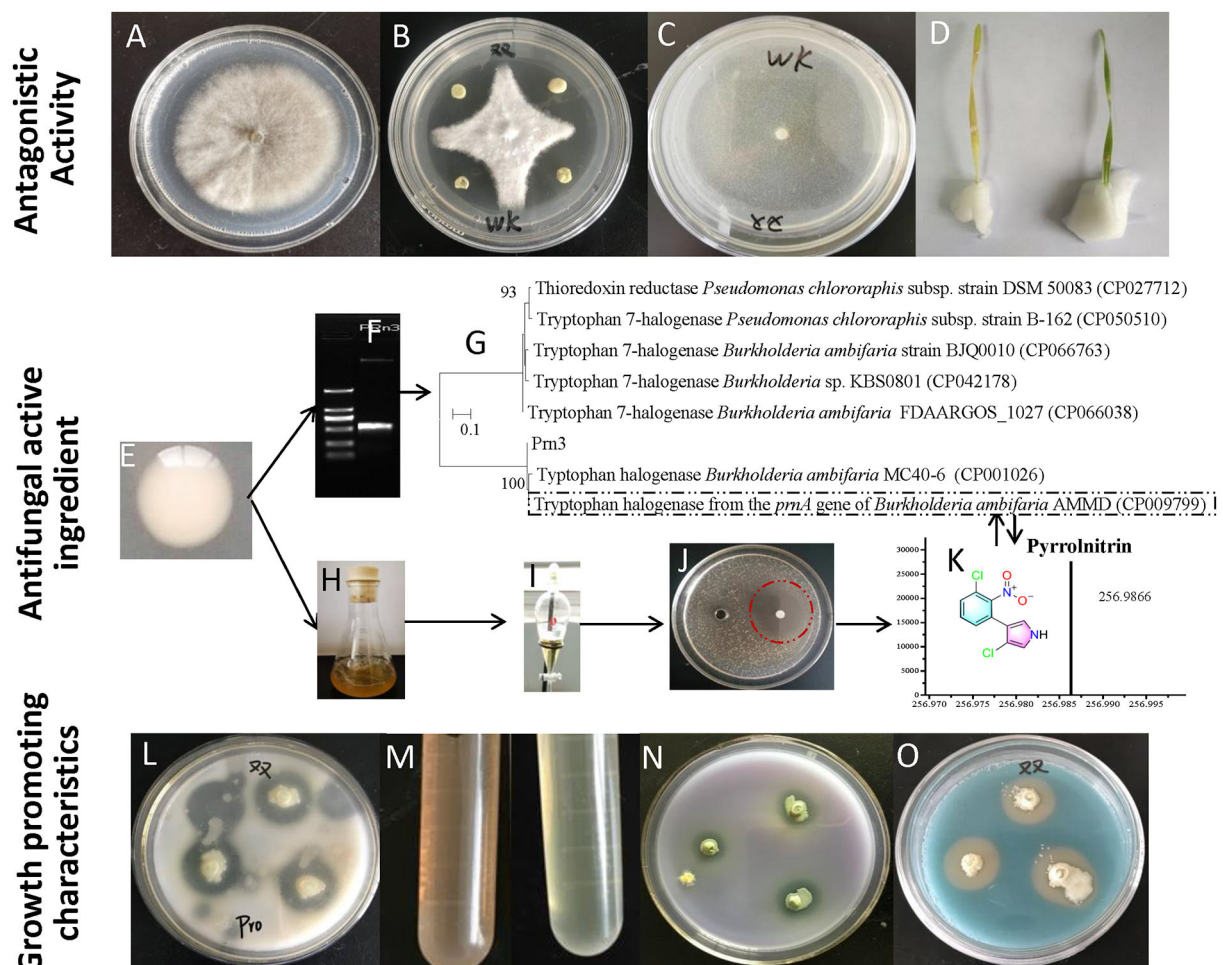 Antagonistic
Activity
A
B
C
D
WK
WK
Antifungal active
ingredient
E
F
Prn3
G
93
Thioredoxin reductase Pseudomonas chlororaphis subsp. strain DSM 50083 (CP027712)
Tryptophan 7-halogenase Pseudomonas chlororaphis subsp. strain B-162 (CP050510)
Tryptophan 7-halogenase Burkholderia ambifaria strain BJQ0010 (CP066763)
Tryptophan 7-halogenase Burkholderia sp. KBS0801 (CP042178)
Tryptophan 7-halogenase Burkholderia ambifaria FDAARGOS_1027 (CP066038)
0.1
Prn3
Typtophan halogenase Burkholderia ambifaria MC40-6 (CP001026)
100
Tryptophan halogenase from the prnA gene of Burkholderia ambifaria AMMD (CP009799)
H
I
J
K
Pyrrolnitrin
30000
25000
20000
15000
10000
5000
0
256.970 256.975 256.980 256.985 256.990 256.995
256.9866
Cl
O
N+
O−
NH
Cl
Growth promoting
characteristics
L
Pro
M
N
O